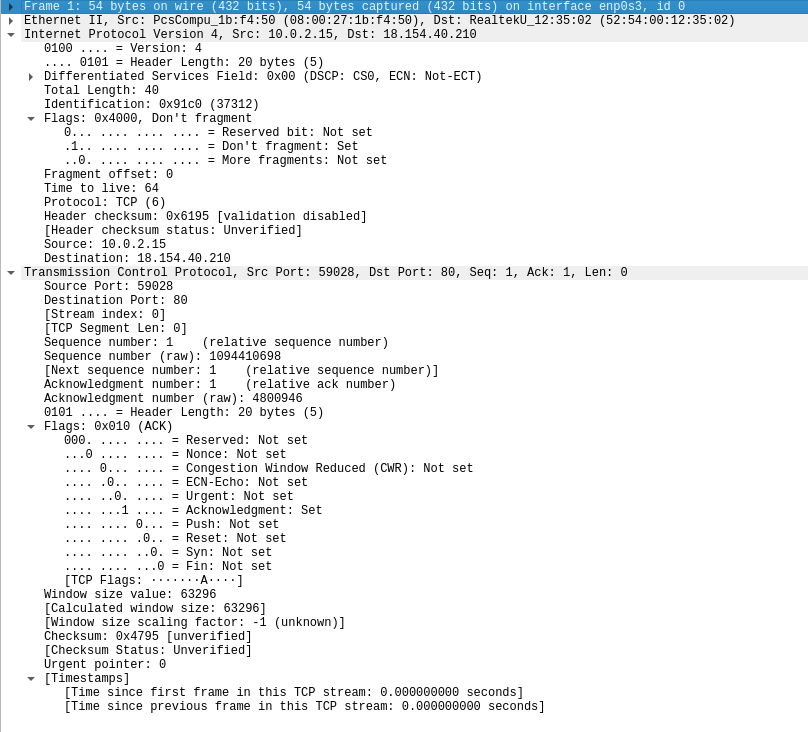 Frame 1: 54 bytes on wire (432 bits), 54 bytes captured (432 bits) on interface enp0s3, id 0
Ethernet II, Src: PcsCompu_1b:f4:50 (08:00:27:1b:f4:50), Dst: RealtekU_12:35:02 (52:54:00:12:35:02)
Internet Protocol Version 4, Src: 10.0.2.15, Dst: 18.154.40.210
0100 .... = Version: 4
.... 0101 = Header Length: 20 bytes (5)
Differentiated Services Field: 0x00 (DSCP: CS0, ECN: Not-ECT)
Total Length: 40
Identification: 0x91c0 (37312)
Flags: 0x4000, Don't fragment
0... .... .... .... = Reserved bit: Not set
.1.. .... .... .... = Don't fragment: Set
..0. .... .... .... = More fragments: Not set
Fragment offset: 0
Time to live: 64
Protocol: TCP (6)
Header checksum: 0x6195 [validation disabled]
[Header checksum status: Unverified]
Source: 10.0.2.15
Destination: 18.154.40.210
Transmission Control Protocol, Src Port: 59028, Dst Port: 80, Seq: 1, Ack: 1, Len: 0
Source Port: 59028
Destination Port: 80
[Stream index: 0]
[TCP Segment Len: 0]
Sequence number: 1    (relative sequence number)
Sequence number (raw): 1094410698
[Next sequence number: 1    (relative sequence number)]
Acknowledgment number: 1    (relative ack number)
Acknowledgment number (raw): 4800946
0101 .... = Header Length: 20 bytes (5)
Flags: 0x010 (ACK)
000. .... .... = Reserved: Not set
...0 .... .... = Nonce: Not set
.... 0... .... = Congestion Window Reduced (CWR): Not set
.... .0.. .... = ECN-Echo: Not set
.... ..0. .... = Urgent: Not set
.... ...1 .... = Acknowledgment: Set
.... .... 0... = Push: Not set
.... .... .0.. = Reset: Not set
.... .... ..0. = Syn: Not set
.... .... ...0 = Fin: Not set
[TCP Flags: ·······A····]
Window size value: 63296
[Calculated window size: 63296]
[Window size scaling factor: -1 (unknown)]
Checksum: 0x4795 [unverified]
[Checksum Status: Unverified]
Urgent pointer: 0
[Timestamps]
[Time since first frame in this TCP stream: 0.000000000 seconds]
[Time since previous frame in this TCP stream: 0.000000000 seconds]